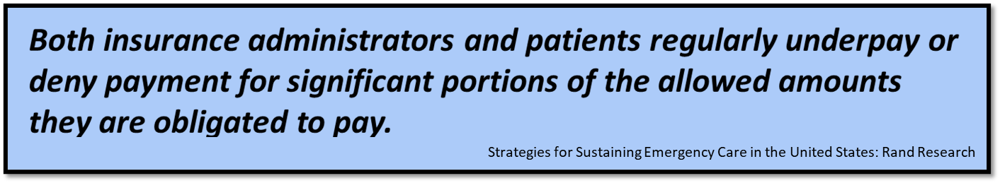 Both insurance administrators and patients regularly underpay or
deny payment for significant portions of the allowed amounts
they are obligated to pay.
Strategies for Sustaining Emergency Care in the United States: Rand Research